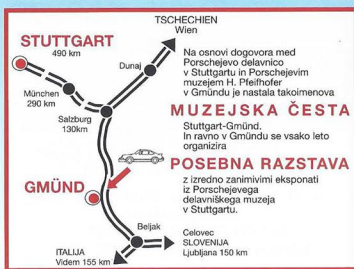 TSCHECHIEN
Wien
STUTTGART
490 km
Dunaj
München
290 km
Salzburg
130km
GMÜND
Beljak
ITALIJA
Videm 155 km
Celovec
SLOVENIJA
Ljubljana 150 km
Na osnovi dogovora med
Porschejevo delavnico
v Stuttgartu in Porschejevim
muzejem H. Pfeifhofer
v Gmündu je nastala takoimenova
MUZEJSKA ČESTA
Stuttgart-Gmünd.
In ravno v Gmündu se vsako leto
organizira
POSEBNA RAZSTAVA
z izredno zanimivimi eksponati
iz Porschejevega
delavniškega muzeja
v Stuttgartu.